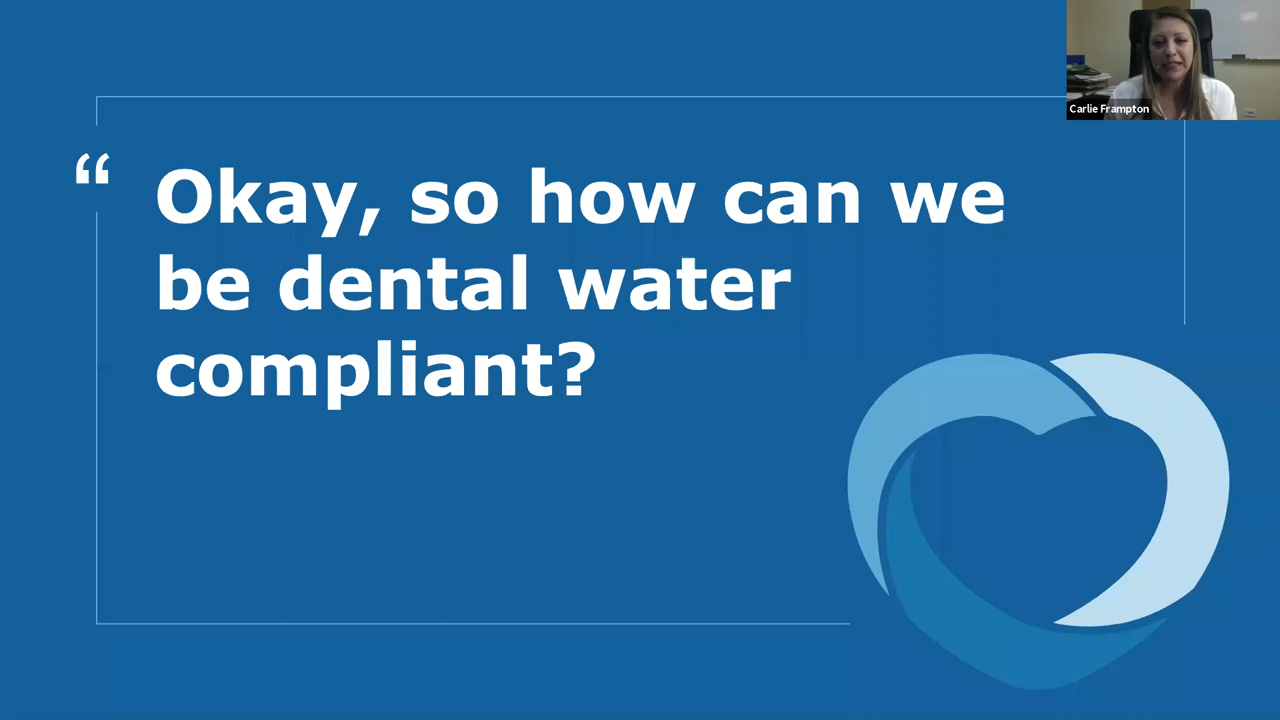 Carlie Frampton
“
Okay, so how can we
be dental water
compliant?